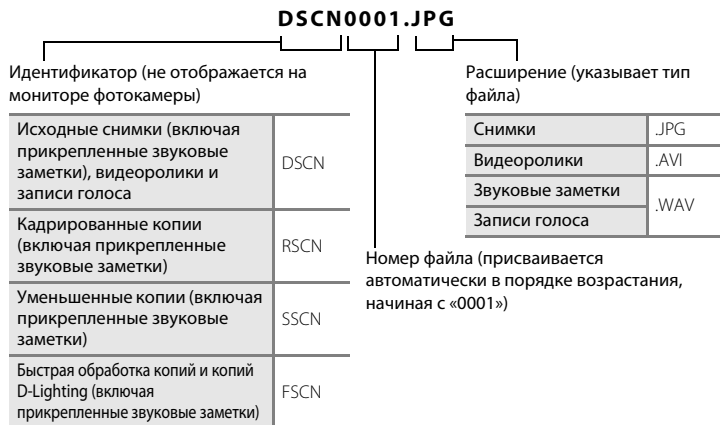 DSCN0001.JPG
Идентификатор (не отображается на
мониторе фотокамеры)
Исходные снимки (включая
прикрепленные звуковые
заметки), видеоролики и
записи голоса
DSCN
Кадрированные копии
(включая прикрепленные
звуковые заметки)
RSCN
Уменьшенные копии (включая
прикрепленные звуковые
заметки)
SSCN
Быстрая обработка копий и копий
D-Lighting (включая
прикрепленные звуковые заметки)
FSCN
Расширение (указывает тип
файла)
Снимки
.JPG
Видеоролики
.AVI
Звуковые заметки
Записи голоса
.WAV
Номер файла (присваивается
автоматически в порядке возрастания,
начиная с «0001»)